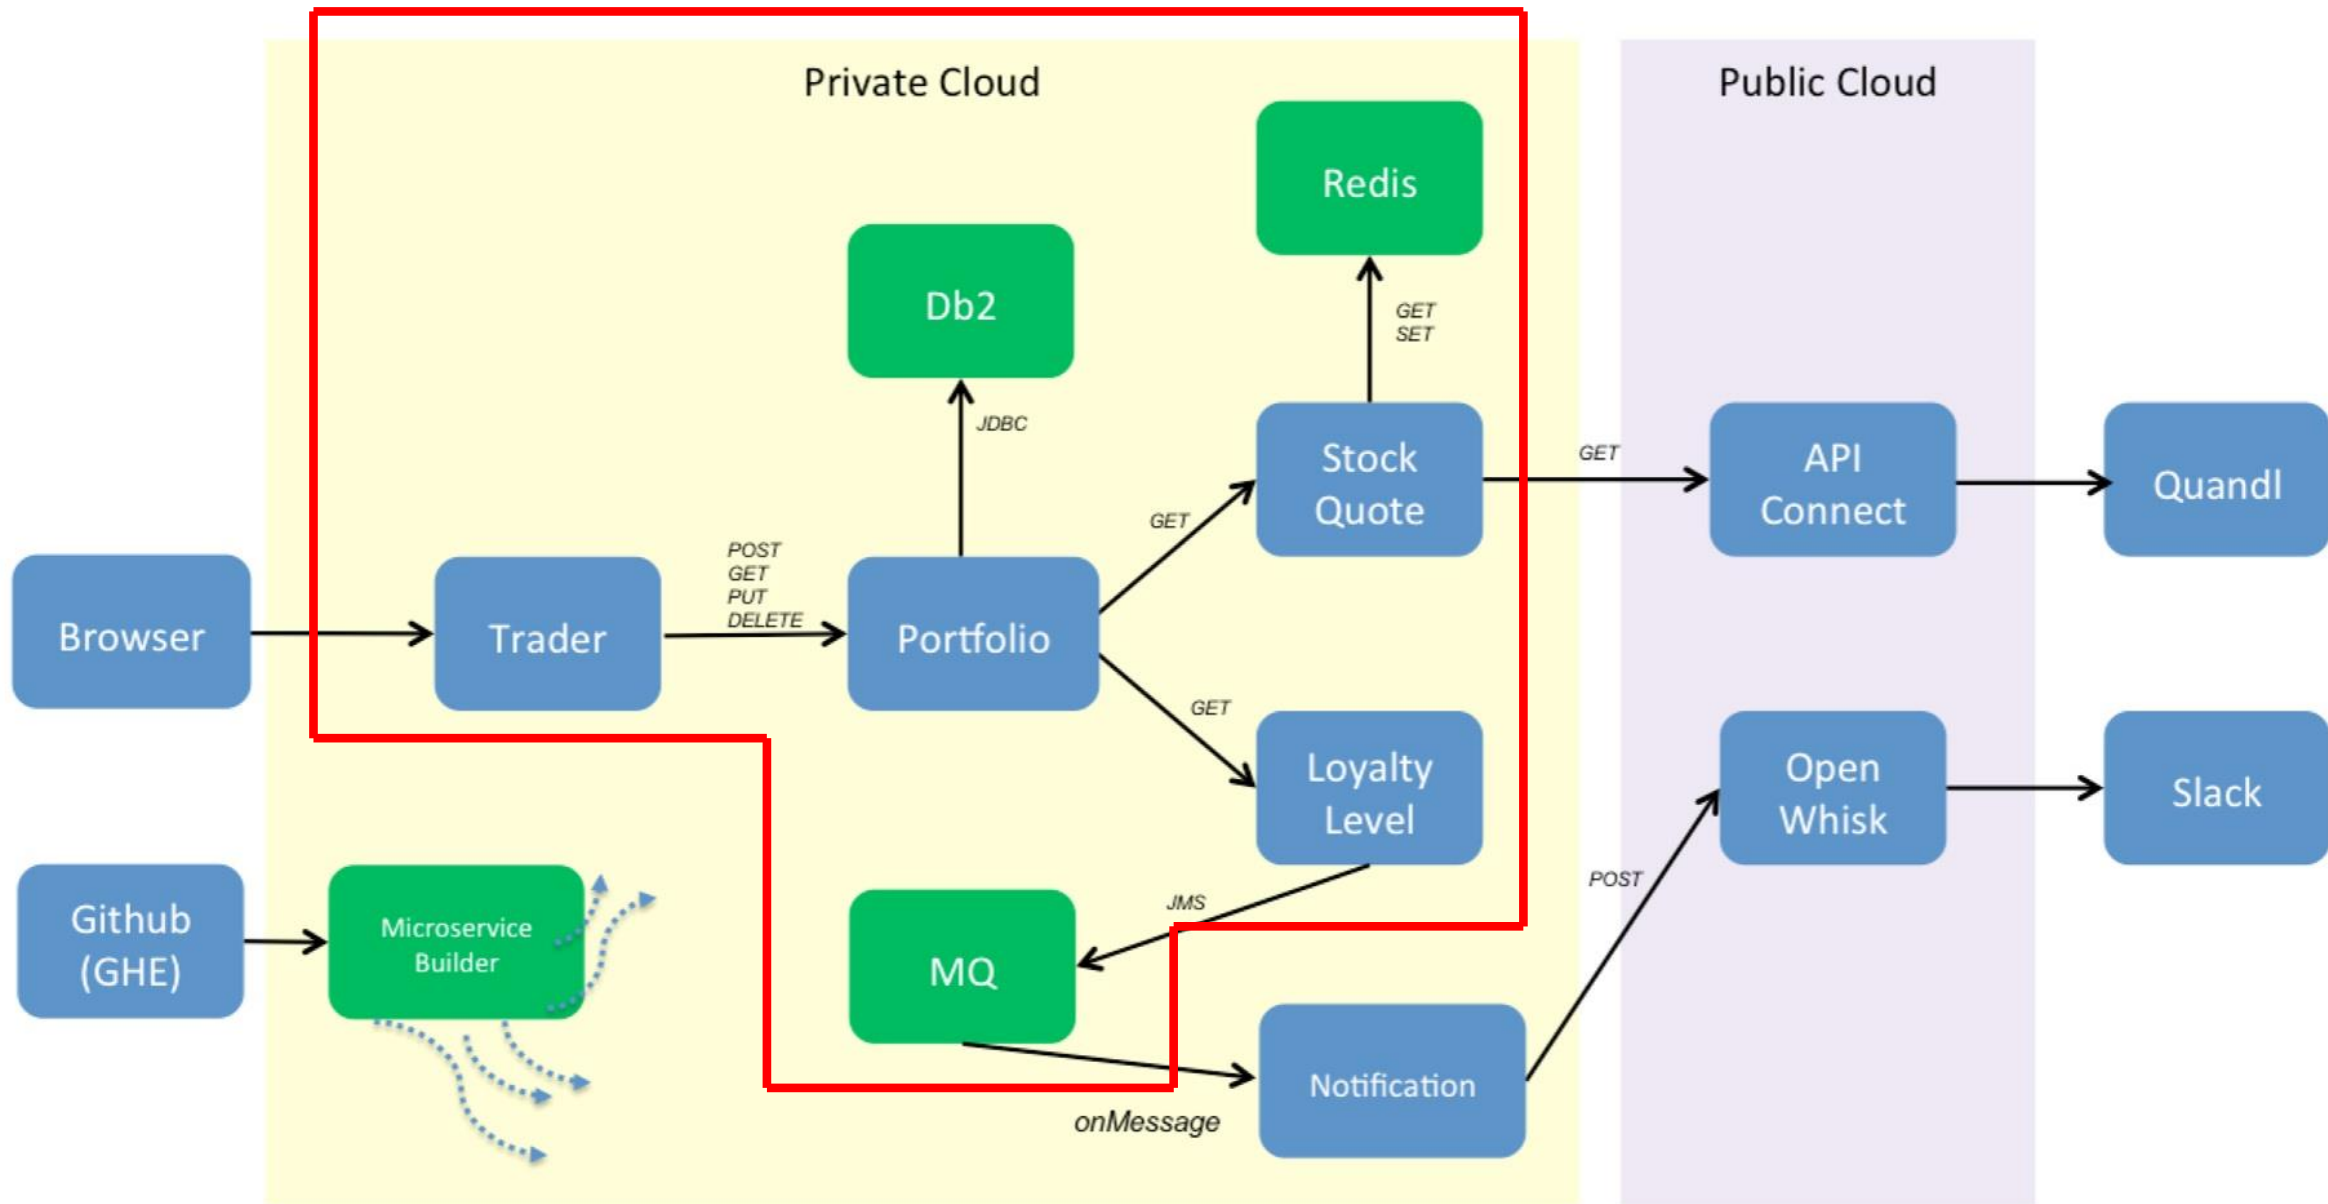 Private Cloud
Public Cloud
Redis
Db2
GET
SET
JDBC
Stock
Quote
GET
API
Connect
Quandl
GET
POST
GET
PUT
DELETE
Browser
Trader
Portfolio
GET
Loyalty
Level
Open
Whisk
Slack
POST
JMS
Github
(GHE)
Microservice
Builder
MQ
Notification
onMessage